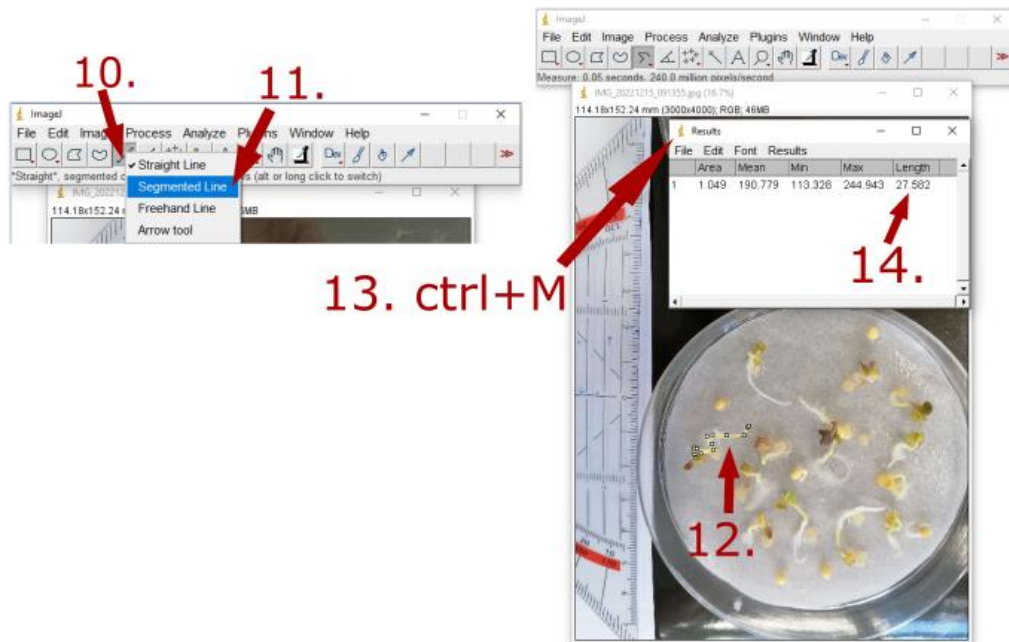 10.
11.
ImageJ
File Edit Image Process Analyze Plugins Window Help
*Straight*, segmented (alt or long click to switch)
Straight Line
Segmented Line
Freehand Line
Arrow tool
114.18x152.24
ImageJ
File Edit Image Process Analyze Plugins Window Help
Dev
Measure: 0.05 seconds, 240.0 million pixels/second
IMG_20221215_091355.jpg (16.7%)
114.18x152.24 mm (3000x4000); RGB; 46MB
Results
File Edit Font Results
Area Mean Min Max Length
1 1.049 190.779 113.328 244.943 27.582
13. ctrl+M
14.
12.